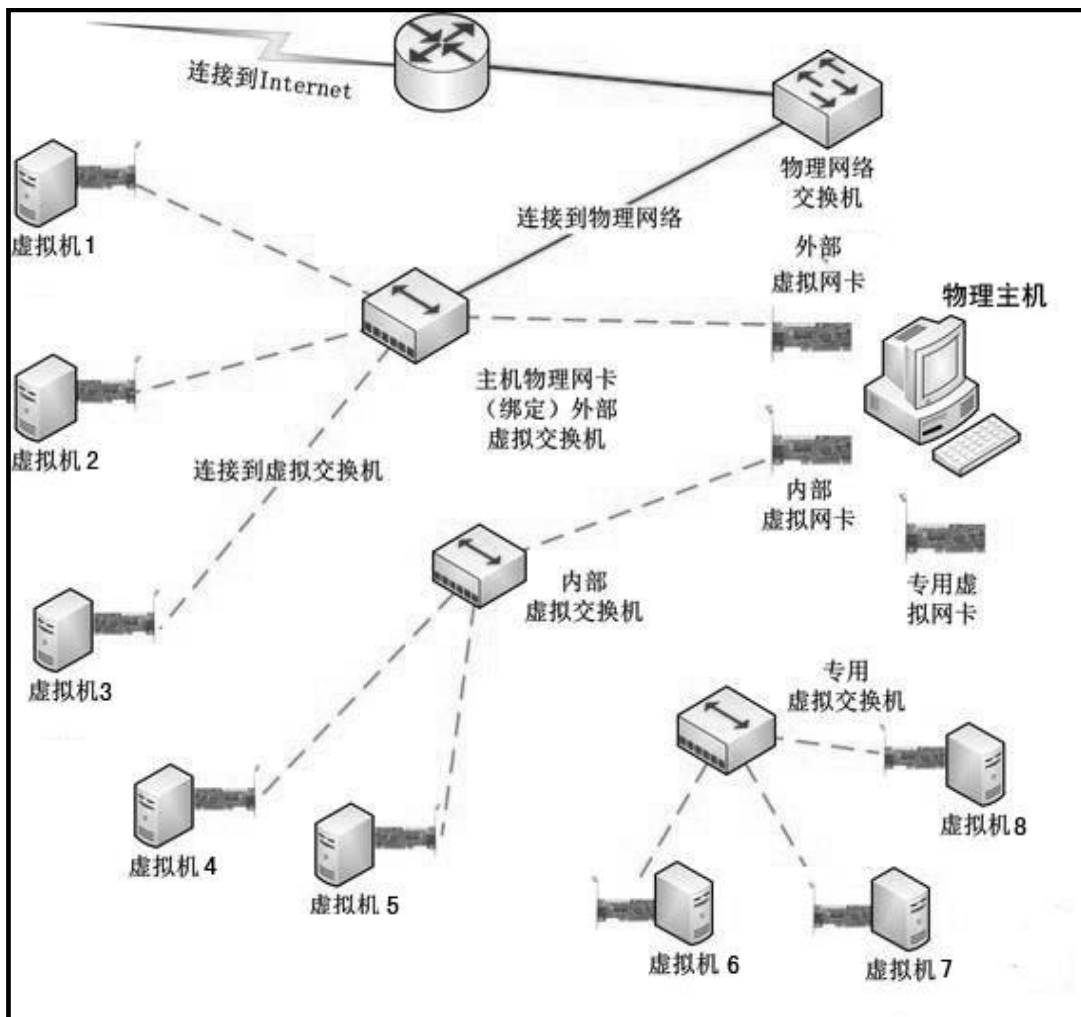 连接到Internet
物理网络
交换机
虚拟机1
连接到物理网络
外部
虚拟网卡
物理主机
主机物理网卡
（绑定）外部
虚拟交换机
虚拟机2
连接到虚拟交换机
内部
虚拟网卡
内部
虚拟交换机
专用虚
拟网卡
虚拟机3
专用
虚拟交换机
虚拟机8
虚拟机4
虚拟机5
虚拟机6
虚拟机7